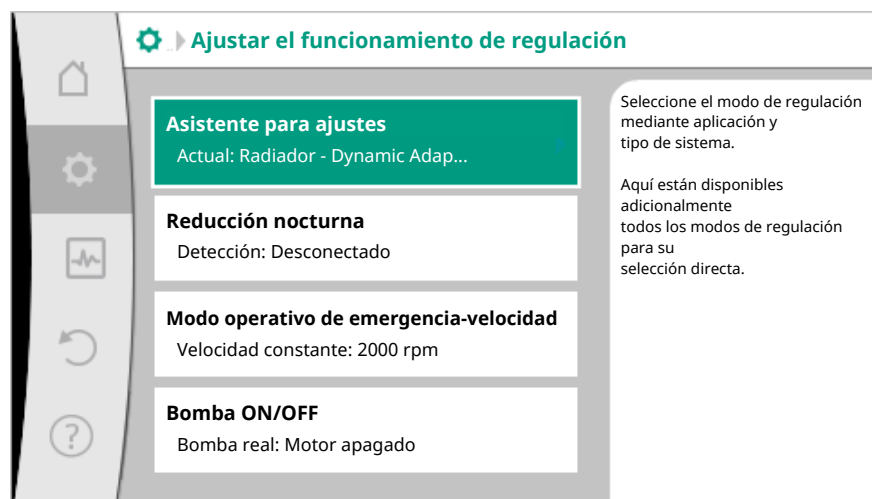 Ajustar el funcionamiento de regulación
Asistente para ajustes
Actual: Radiador - Dynamic Adap...
Reducción nocturna
Detección: Desconectado
Modo operativo de emergencia-velocidad
Velocidad constante: 2000 rpm
Bomba ON/OFF
Bomba real: Motor apagado
Seleccione el modo de regulación
mediante aplicación y
tipo de sistema.
Aquí están disponibles
adicionalmente
todos los modos de regulación
para su
selección directa.
?